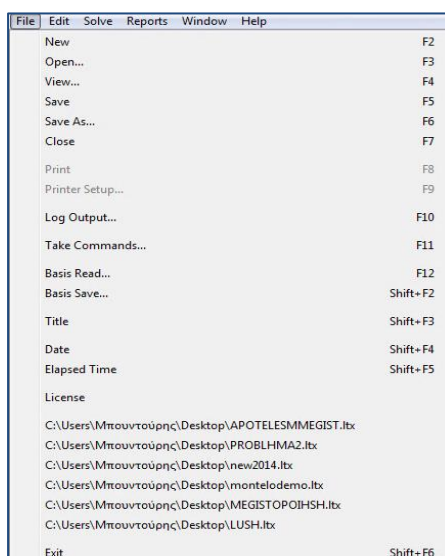 File Edit Solve Reports Window Help
New F2
Open... F3
View... F4
Save F5
Save As... F6
Close F7
Print F8
Printer Setup... F9
Log Output... F10
Take Commands... F11
Basis Read... F12
Basis Save... Shift+F2
Title Shift+F3
Date Shift+F4
Elapsed Time Shift+F5
License
C:\Users\Μπουντούρης\Desktop\APOTELESMMEGIST.ltx
C:\Users\Μπουντούρης\Desktop\PROBLHMA2.ltx
C:\Users\Μπουντούρης\Desktop\new2014.ltx
C:\Users\Μπουντούρης\Desktop\montelodemo.ltx
C:\Users\Μπουντούρης\Desktop\MEGISTOPOIHSH.ltx
C:\Users\Μπουντούρης\Desktop\LUSH.ltx
Exit Shift+F6